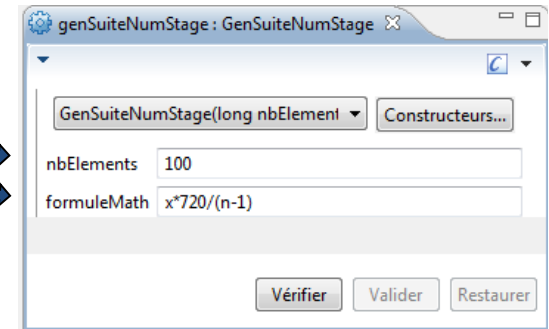 genSuiteNumStage : GenSuiteNumStage
C
GenSuiteNumStage(long nbElement Constructeurs...
nbElements 100
formuleMath x*720/(n-1)
Vérifier Valider Restaurer